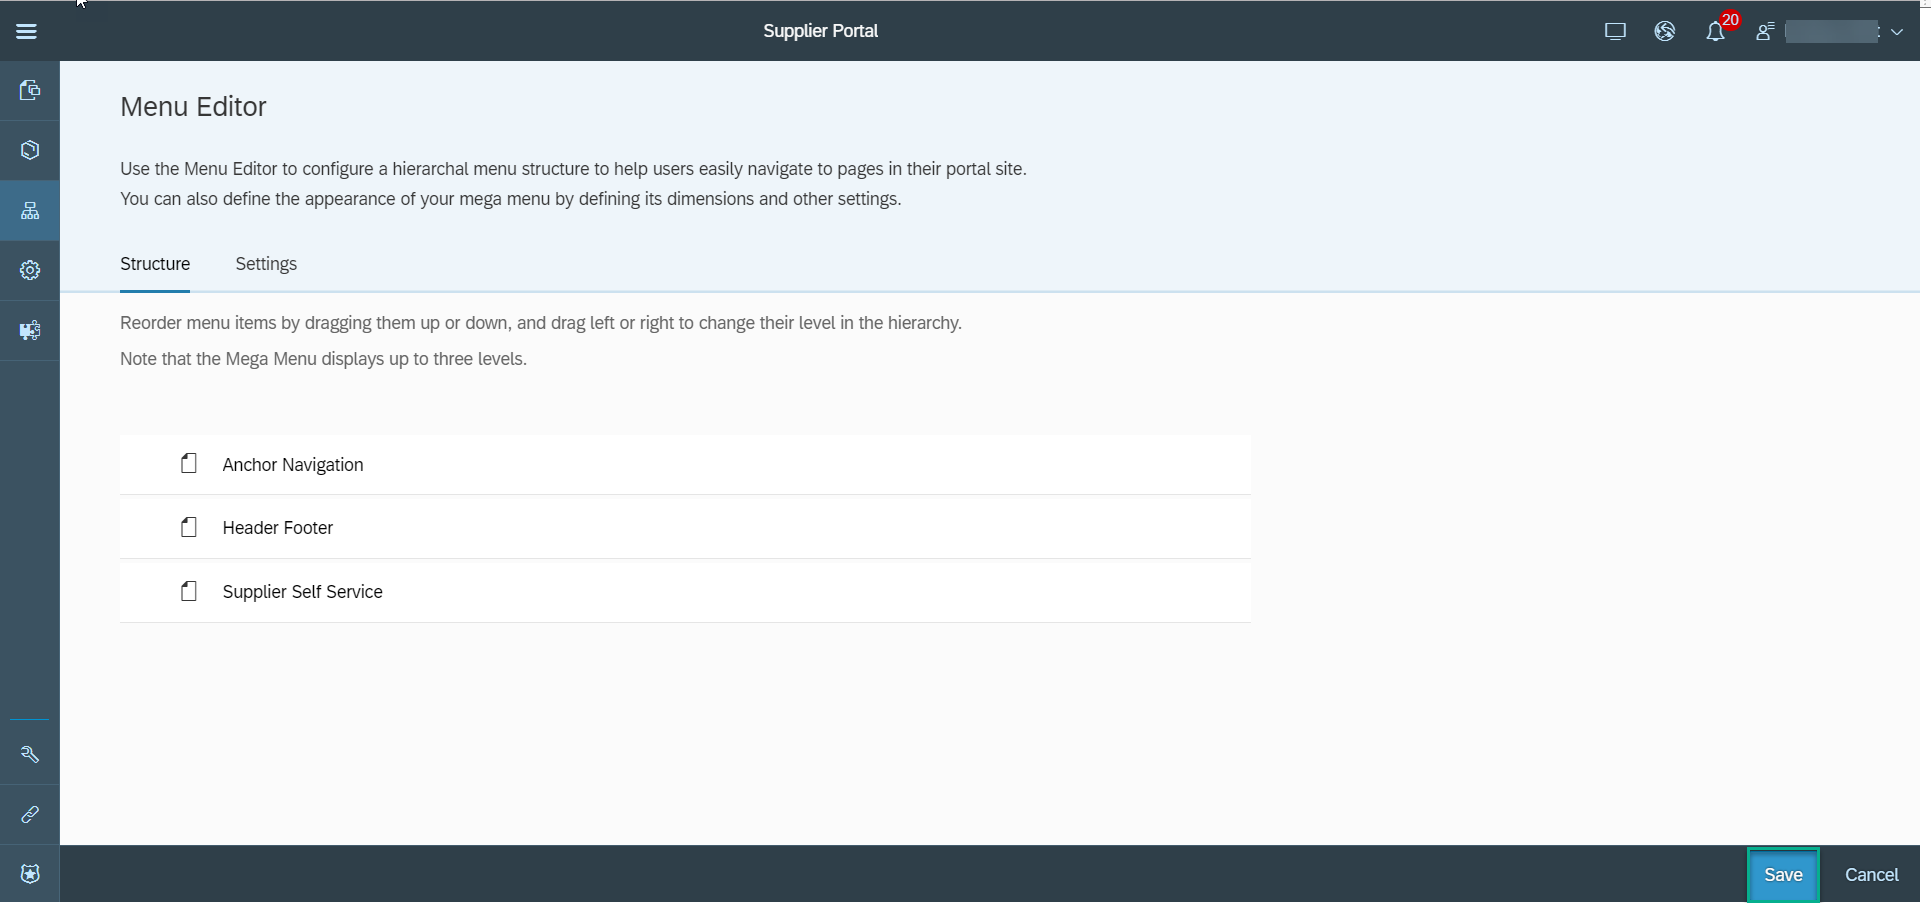 Supplier Portal
20
Menu Editor
Use the Menu Editor to configure a hierarchal menu structure to help users easily navigate to pages in their portal site.
You can also define the appearance of your mega menu by defining its dimensions and other settings.
Structure Settings
Reorder menu items by dragging them up or down, and drag left or right to change their level in the hierarchy.
Note that the Mega Menu displays up to three levels.
Anchor Navigation
Header Footer
Supplier Self Service
Save Cancel